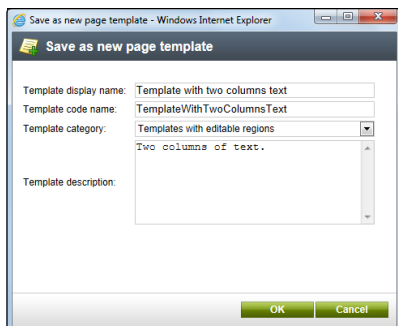 Save as new page template - Windows Internet Explorer
Save as new page template
Template display name: Template with two columns text
Template code name: TemplateWithTwoColumnsText
Template category: Templates with editable regions
Two columns of text.
Template description:
OK Cancel